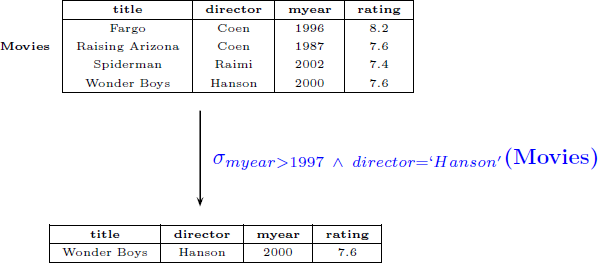 title director myear rating
Fargo Coen 1996 8.2
Movies Raising Arizona Coen 1987 7.6
Spiderman Raimi 2002 7.4
Wonder Boys Hanson 2000 7.6
σmyear>1997 ∧ director=‘Hanson′(Movies)
title director myear rating
Wonder Boys Hanson 2000 7.6